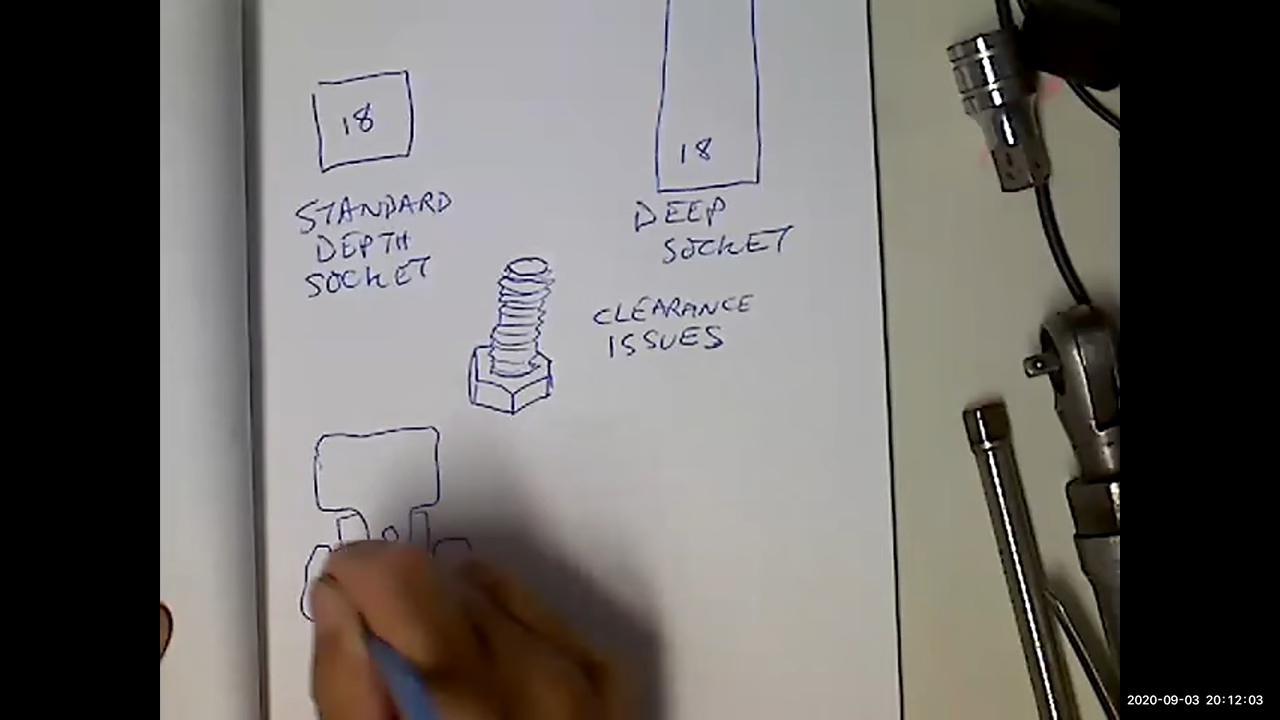 18
STANDARD
DEPTH
SOCKET
18
DEEP
SOCKET
CLEARANCE
ISSUES
2020-09-03 20:12:03